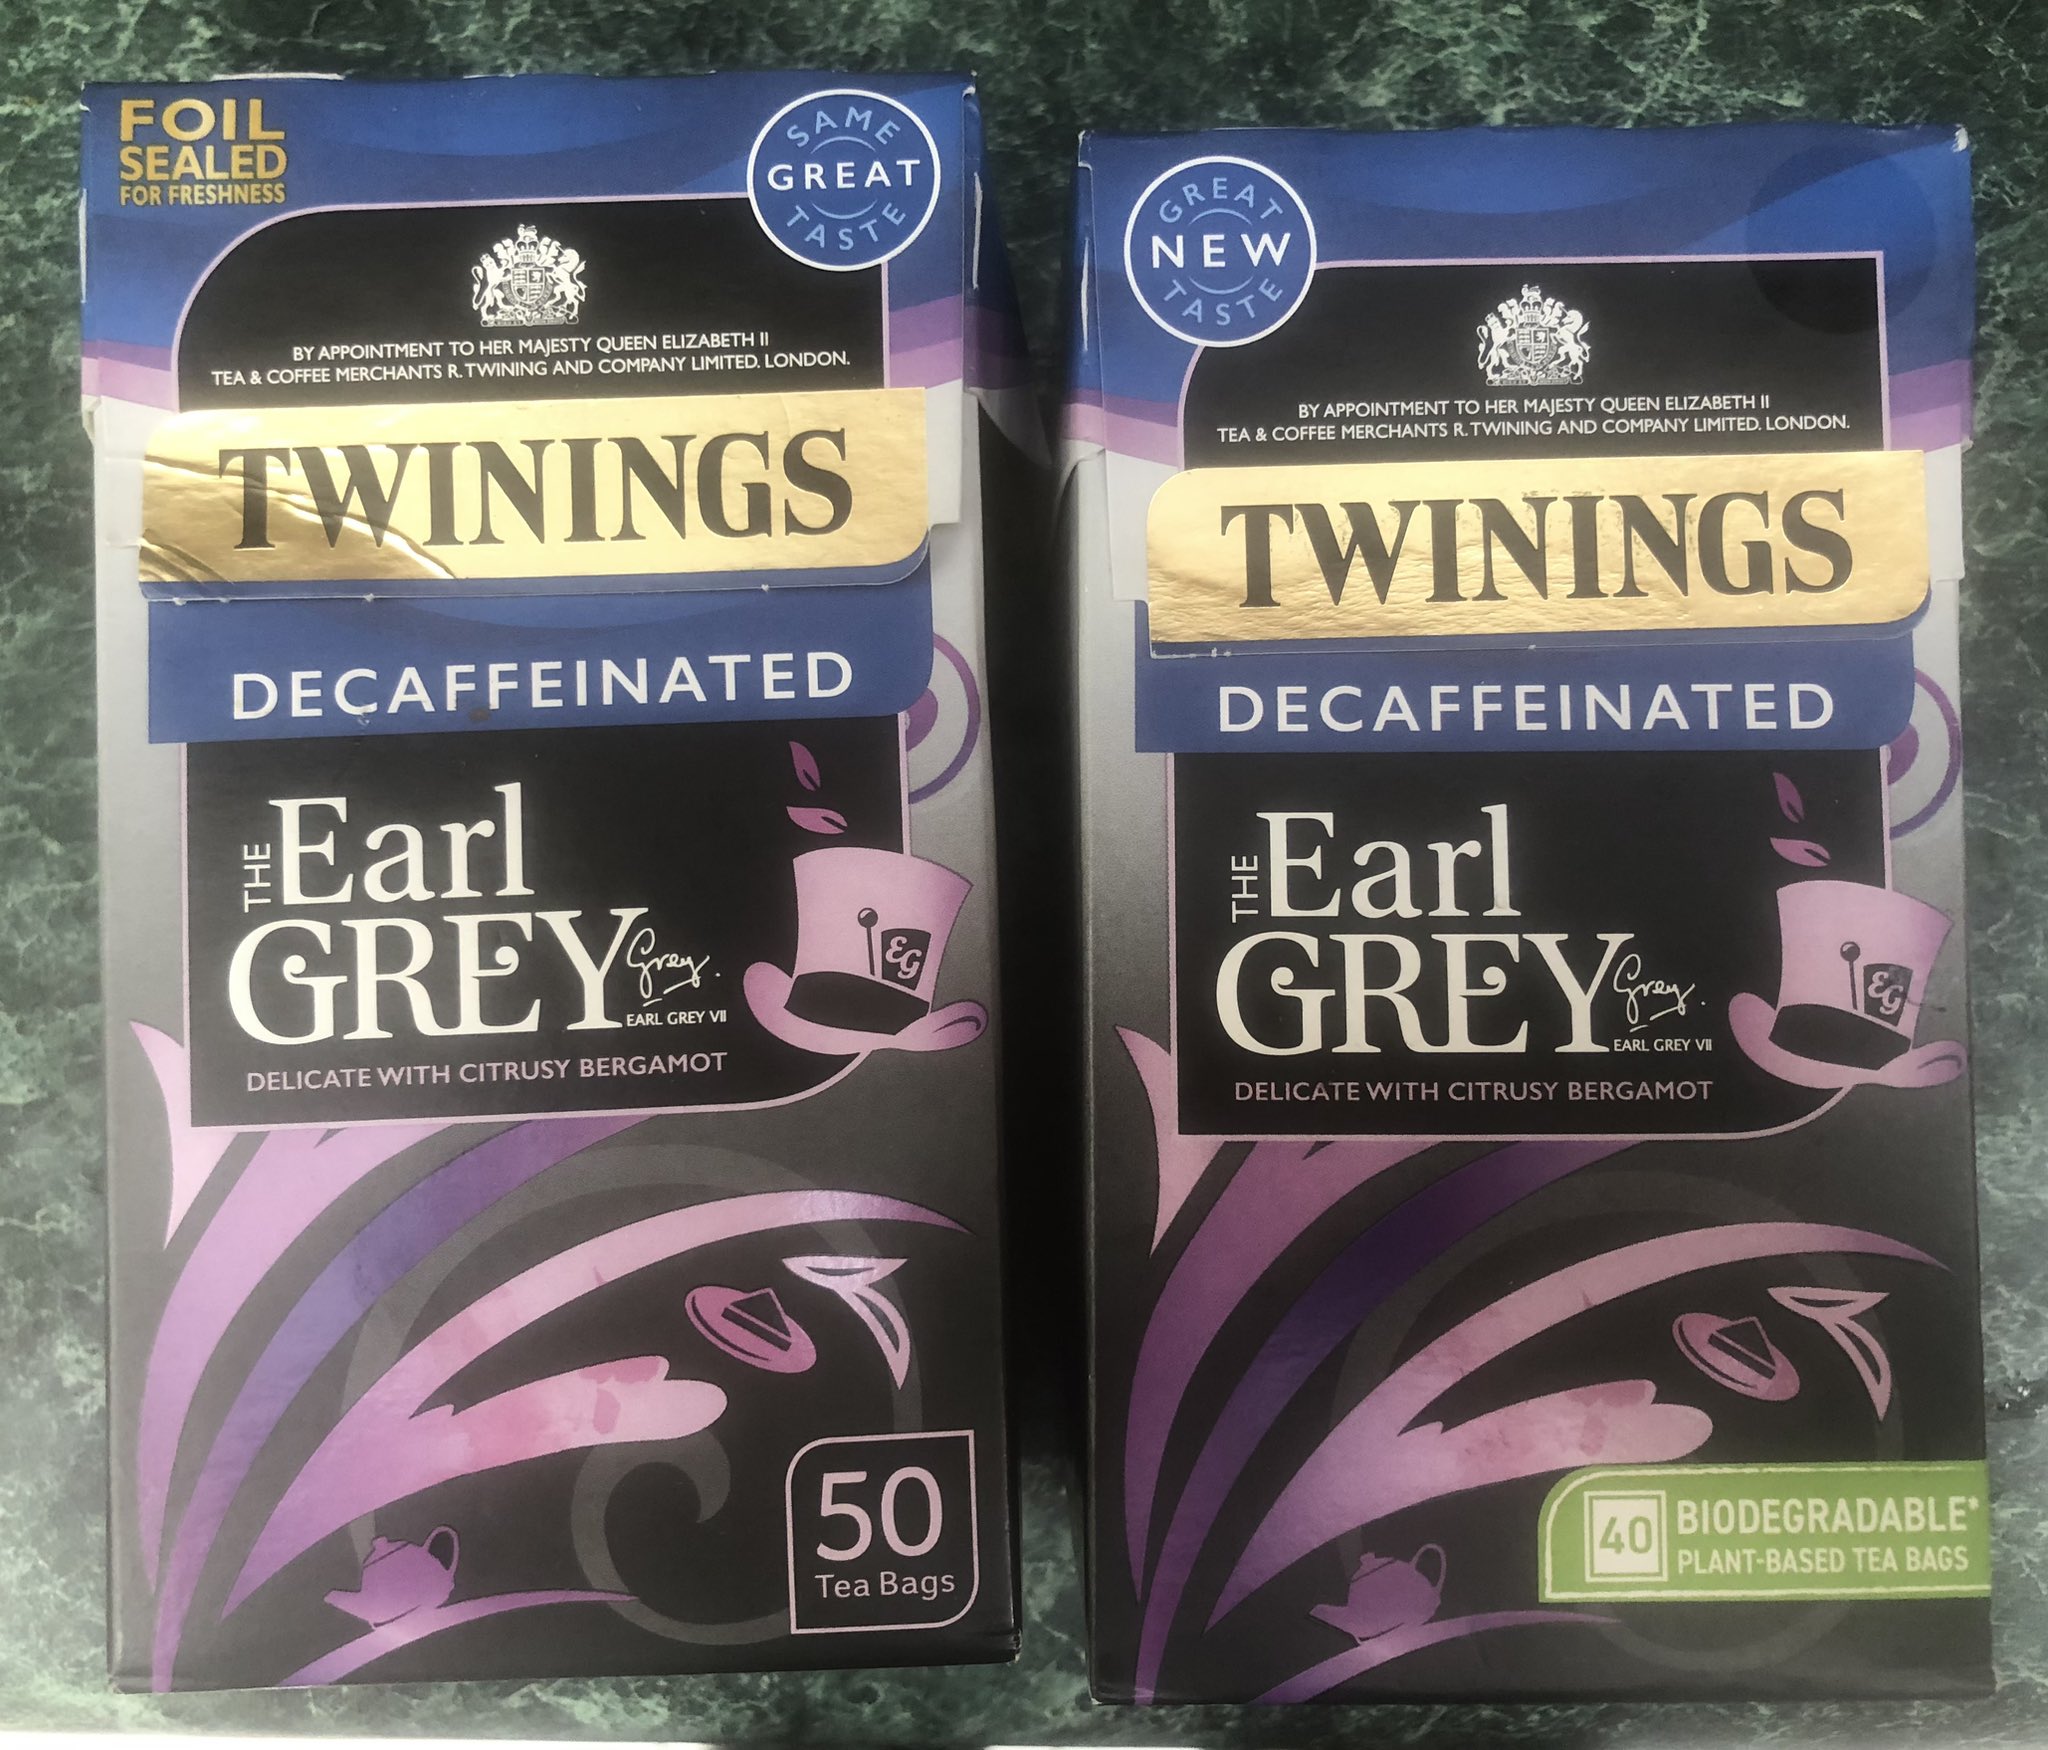 FOIL
SEALED
FOR FRESHNESS
SAME
GREAT
TASTE
BY APPOINTMENT TO HER MAJESTY QUEEN ELIZABETH II
TEA & COFFEE MERCHANTS R. TWINING AND COMPANY LIMITED. LONDON.
TWININGS
DECAFFEINATED
THE Earl
GREY
Grey.
EARL GREY VII
EG
DELICATE WITH CITRUSY BERGAMOT
50
Tea Bags
GREAT
NEW
TASTE
BY APPOINTMENT TO HER MAJESTY QUEEN ELIZABETH II
TEA & COFFEE MERCHANTS R. TWINING AND COMPANY LIMITED. LONDON.
TWININGS
DECAFFEINATED
THE Earl
GREY
Grey.
EARL GREY VII
EG
DELICATE WITH CITRUSY BERGAMOT
40 BIODEGRADABLE*
PLANT-BASED TEA BAGS